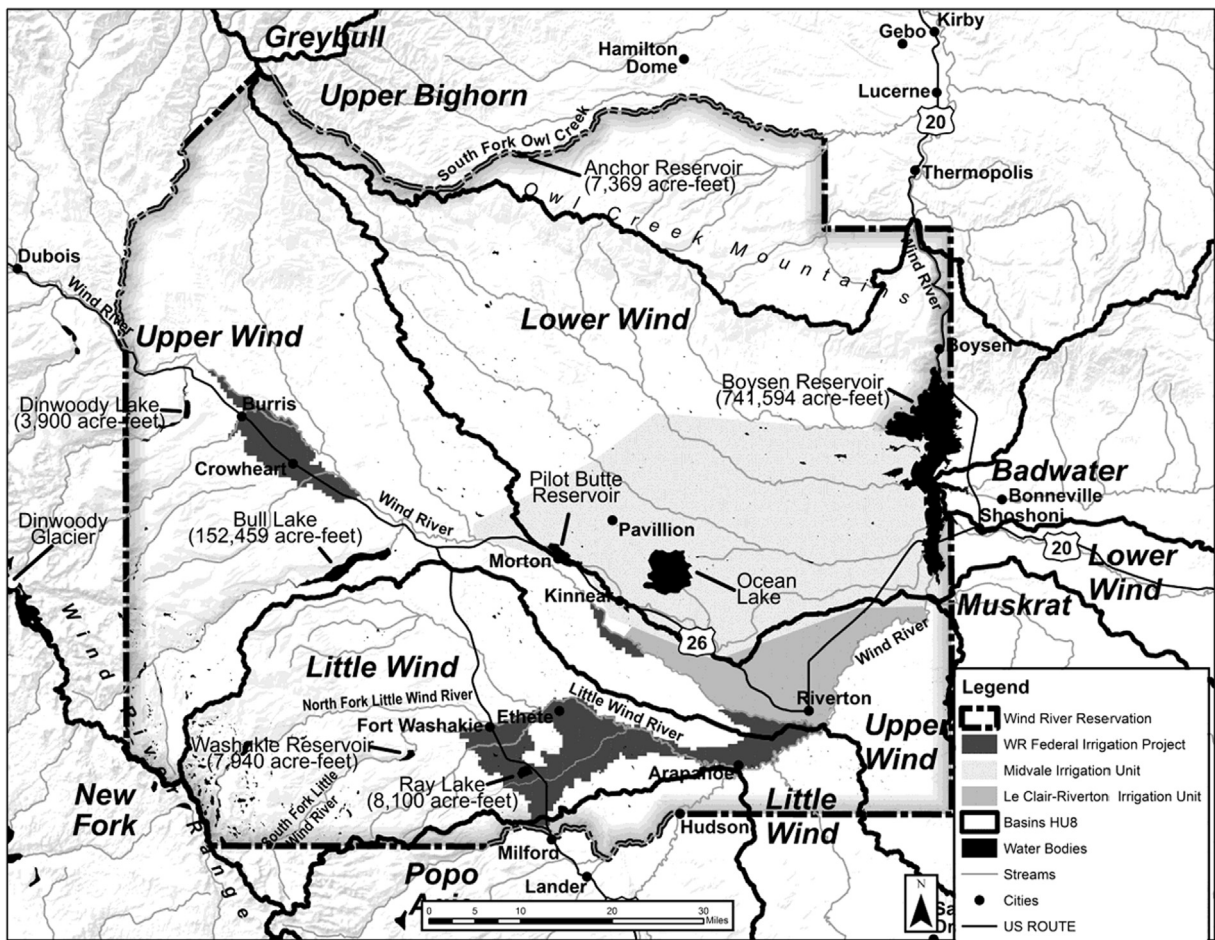 Greybull
Kirby
Gebo
Hamilton
Dome
Upper Bighorn
Lucerne
20
South Fork Owl Creek
Anchor Reservoir
(7,369 acre-feet)
Thermopolis
Owl Creek Mountains
Dubois
Wind River
Wind River
Upper Wind
Lower Wind
Boysen
Boysen Reservoir
(741,594 acre-feet)
Dinwoody Lake
(3,900 acre-feet)
Burris
Crowheart
Badwater
Pilot Butte
Reservoir
Bonneville
Shoshoni
Dinwoody
Glacier
Bull Lake
(152,459 acre-feet)
Wind River
Pavillion
20
Lower
Wind
Morton
Ocean
Lake
Kinnear
Muskrat
26
Wind River
Little Wind
North Fork Little Wind River
Little Wind River
Riverton
Fort Washakie
Ethete
Upper
Wind
Washakie Reservoir
(7,940 acre-feet)
Ray Lake
(8,100 acre-feet)
Arapahoe
South Fork Little
Wind River
Wind River Range
New
Fork
Little
Wind
Hudson
Milford
Popo
Lander
0 5 10 20 30
Miles
N
Legend
Wind River Reservation
WR Federal Irrigation Project
Midvale Irrigation Unit
Le Clair-Riverton Irrigation Unit
Basins HU8
Water Bodies
Streams
Cities
US ROUTE